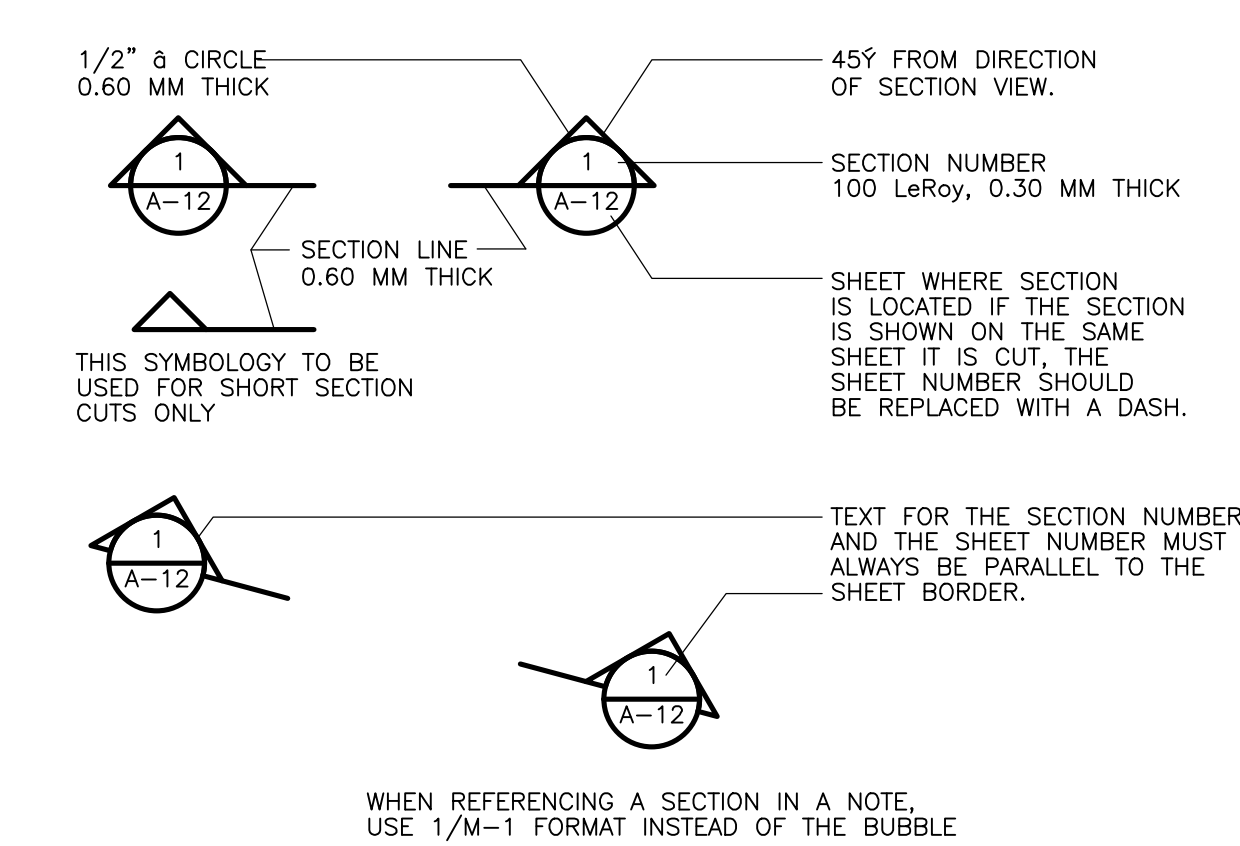 1/2” â CIRCLE
0.60 MM THICK
45Ý FROM DIRECTION
OF SECTION VIEW.
1
A–12
1
A–12
SECTION NUMBER
100 LeRoy, 0.30 MM THICK
SECTION LINE
0.60 MM THICK
SHEET WHERE SECTION
IS LOCATED IF THE SECTION
IS SHOWN ON THE SAME
SHEET IT IS CUT, THE
SHEET NUMBER SHOULD
BE REPLACED WITH A DASH.
THIS SYMBOLOGY TO BE
USED FOR SHORT SECTION
CUTS ONLY
1
A–12
TEXT FOR THE SECTION NUMBER
AND THE SHEET NUMBER MUST
ALWAYS BE PARALLEL TO THE
SHEET BORDER.
1
A–12
WHEN REFERENCING A SECTION IN A NOTE,
USE 1/M–1 FORMAT INSTEAD OF THE BUBBLE